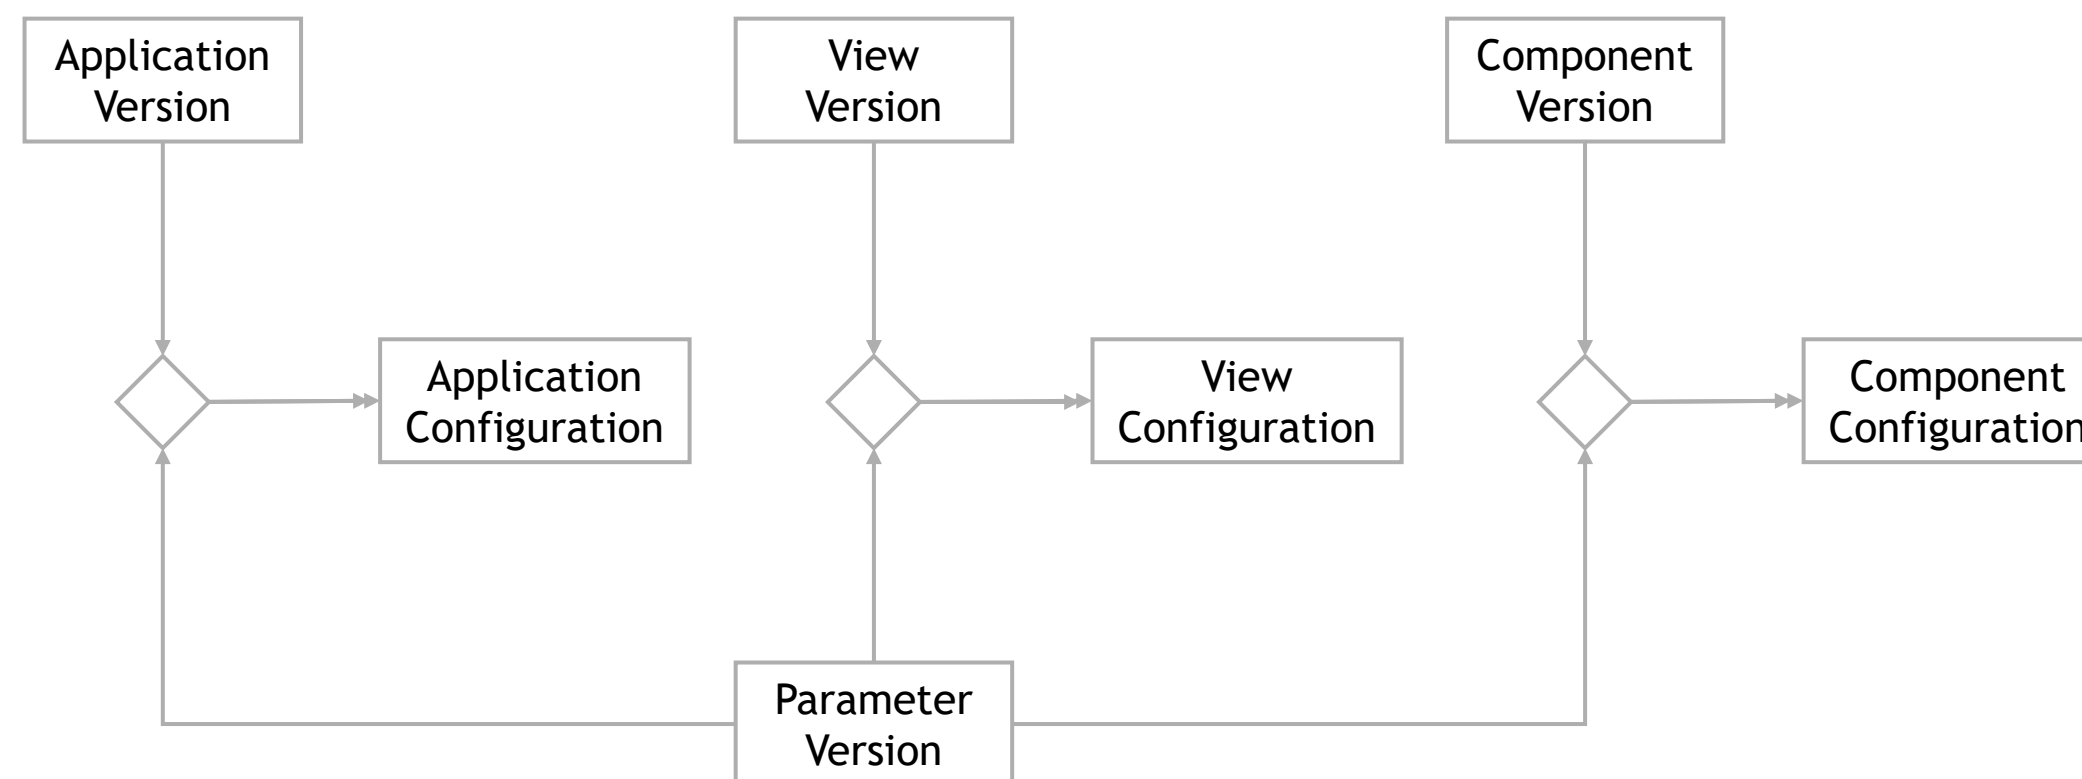 Application
Version
View
Version
Component
Version
Application
Configuration
View
Configuration
Component
Configuration
Parameter
Version